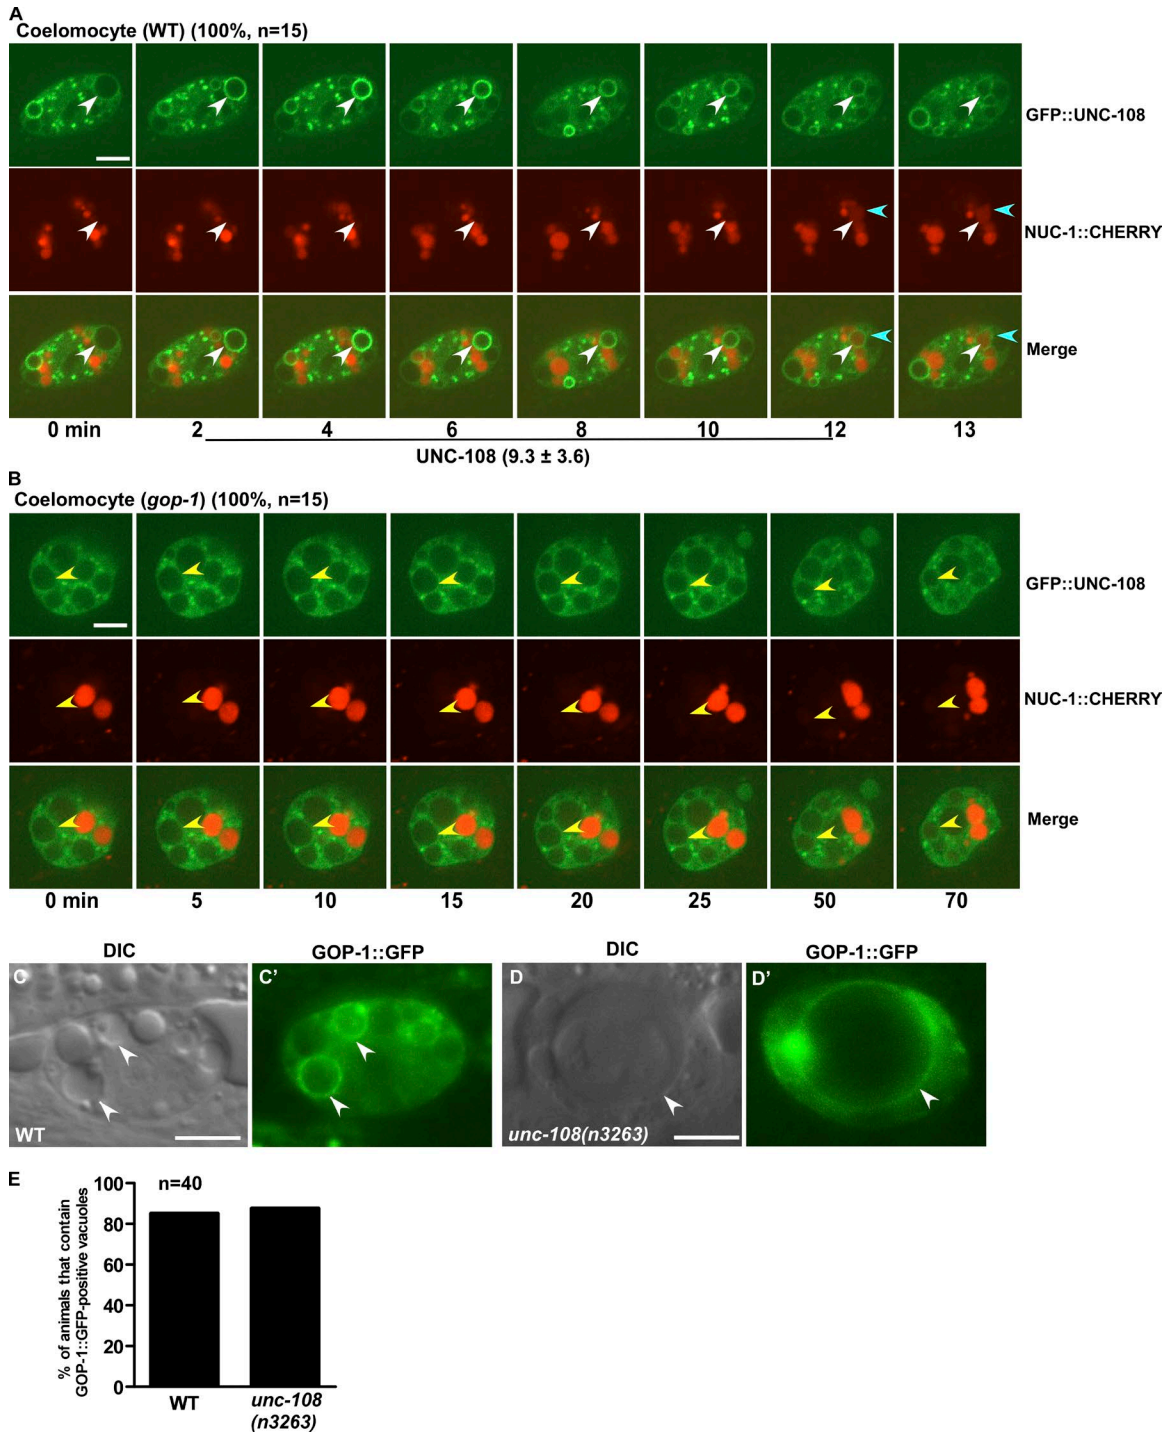 A
Coelomocyte (WT) (100%, n=15)
GFP::UNC-108
NUC-1::CHERRY
Merge
0 min 2 4 6 8 10 12 13
UNC-108 (9.3 ± 3.6)
B
Coelomocyte (gop-1) (100%, n=15)
GFP::UNC-108
NUC-1::CHERRY
Merge
0 min 5 10 15 20 25 50 70
DIC GOP-1::GFP DIC GOP-1::GFP
C C’ D D’
WT unc-108(n3263)
E
% of animals that contain
GOP-1::GFP-positive vacuoles
100
80
60
40
20
0
n=40
WT unc-108
(n3263)